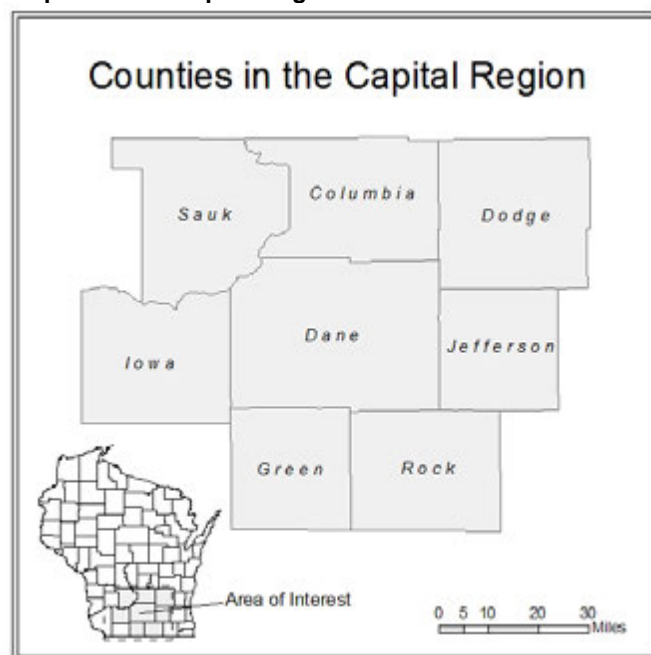 Counties in the Capital Region
Columbia
Sauk
Dodge
Dane
Jefferson
Iowa
Green
Rock
Area of Interest
0 5 10 20 30
Miles